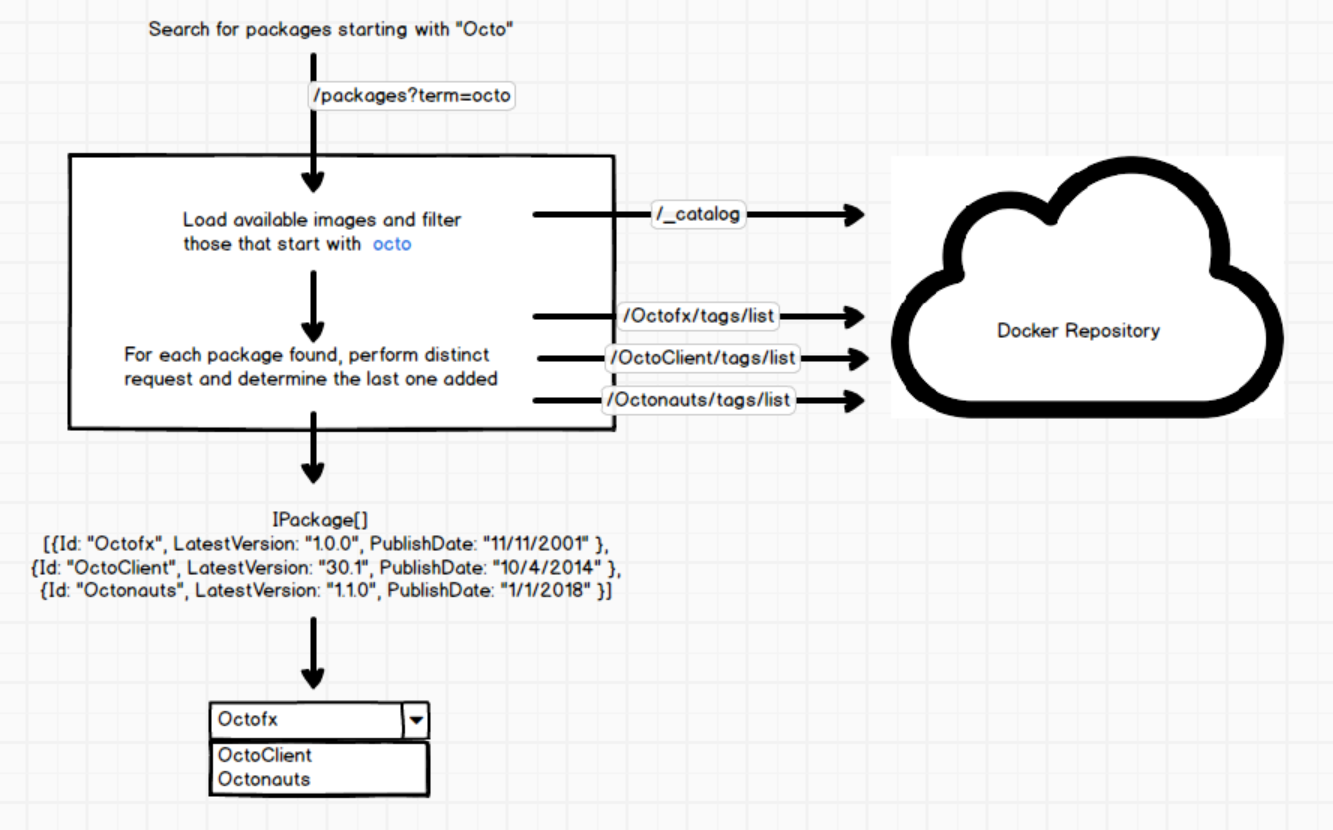 Search for packages starting with "Octo"
/packages?term=octo
Load available images and filter
those that start with octo
/_catalog
/Octofx/tags/list
For each package found, perform distinct
request and determine the last one added
/OctoClient/tags/list
/Octonauts/tags/list
Docker Repository
IPackage[]
[{Id: "Octofx", LatestVersion: "1.0.0", PublishDate: "11/11/2001" },
{Id: "OctoClient", LatestVersion: "30.1", PublishDate: "10/4/2014" },
{Id: "Octonauts", LatestVersion: "1.1.0", PublishDate: "1/1/2018" }]
Octofx
OctoClient
Octonauts